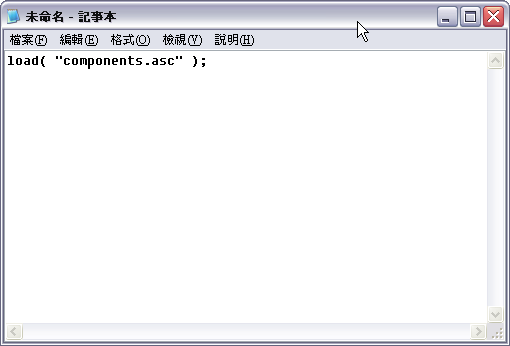 未命名 - 記事本
檔案(F) 編輯(E) 格式(O) 檢視(V) 說明(H)
load( "components.asc" );